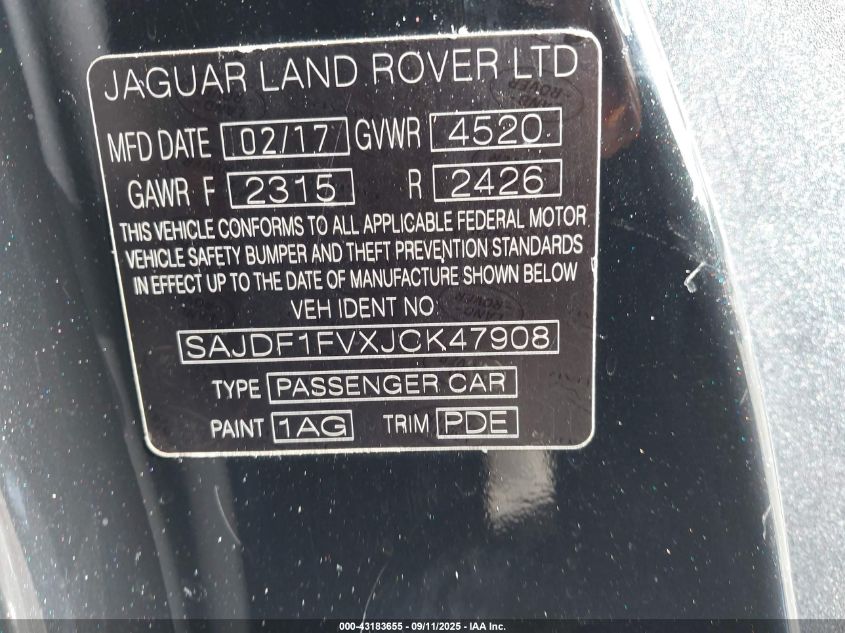 JAGUAR LAND ROVER LTD
MFD DATE 02/17 GVWR 4520
GAWR F 2315 R 2426
THIS VEHICLE CONFORMS TO ALL APPLICABLE FEDERAL MOTOR
VEHICLE SAFETY BUMPER AND THEFT PREVENTION STANDARDS
IN EFFECT UP TO THE DATE OF MANUFACTURE SHOWN BELOW
VEH IDENT NO
SAJDF1FVXJCK47908
TYPE PASSENGER CAR
PAINT 1AG TRIM PDE
000-43183655 - 09/11/2025 - IAA Inc.